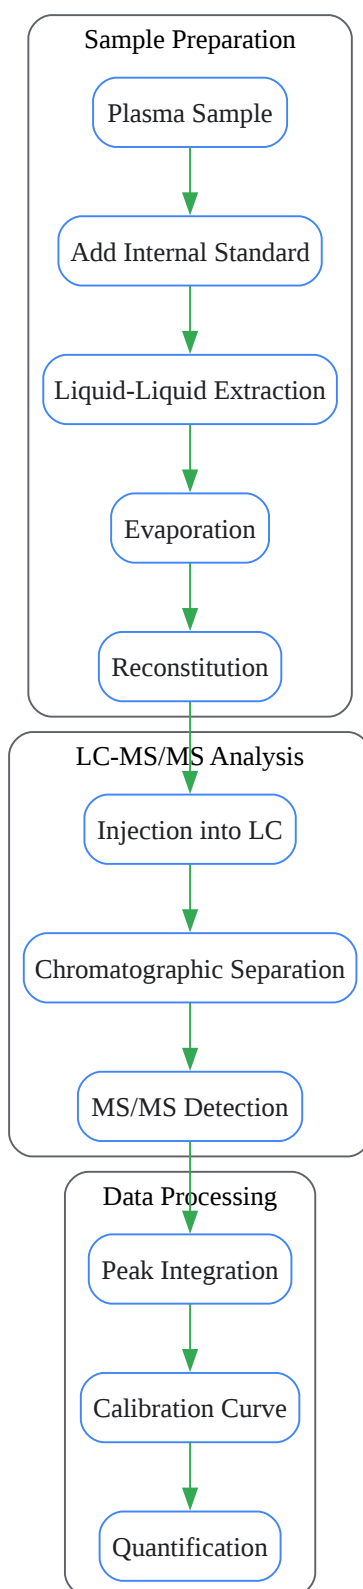 Sample Preparation
Plasma Sample
Add Internal Standard
Liquid-Liquid Extraction
Evaporation
Reconstitution
LC-MS/MS Analysis
Injection into LC
Chromatographic Separation
MS/MS Detection
Data Processing
Peak Integration
Calibration Curve
Quantification